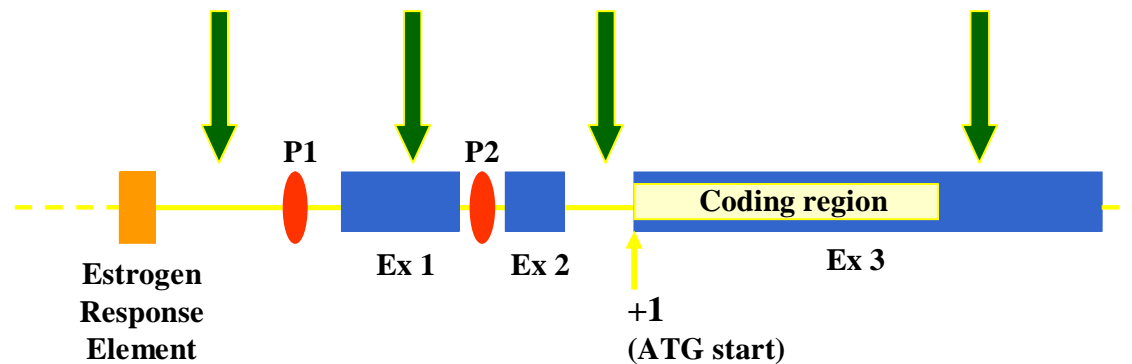 P1
P2
Coding region
Ex 1
Ex 2
Ex 3
Estrogen
Response
Element
+1
(ATG start)